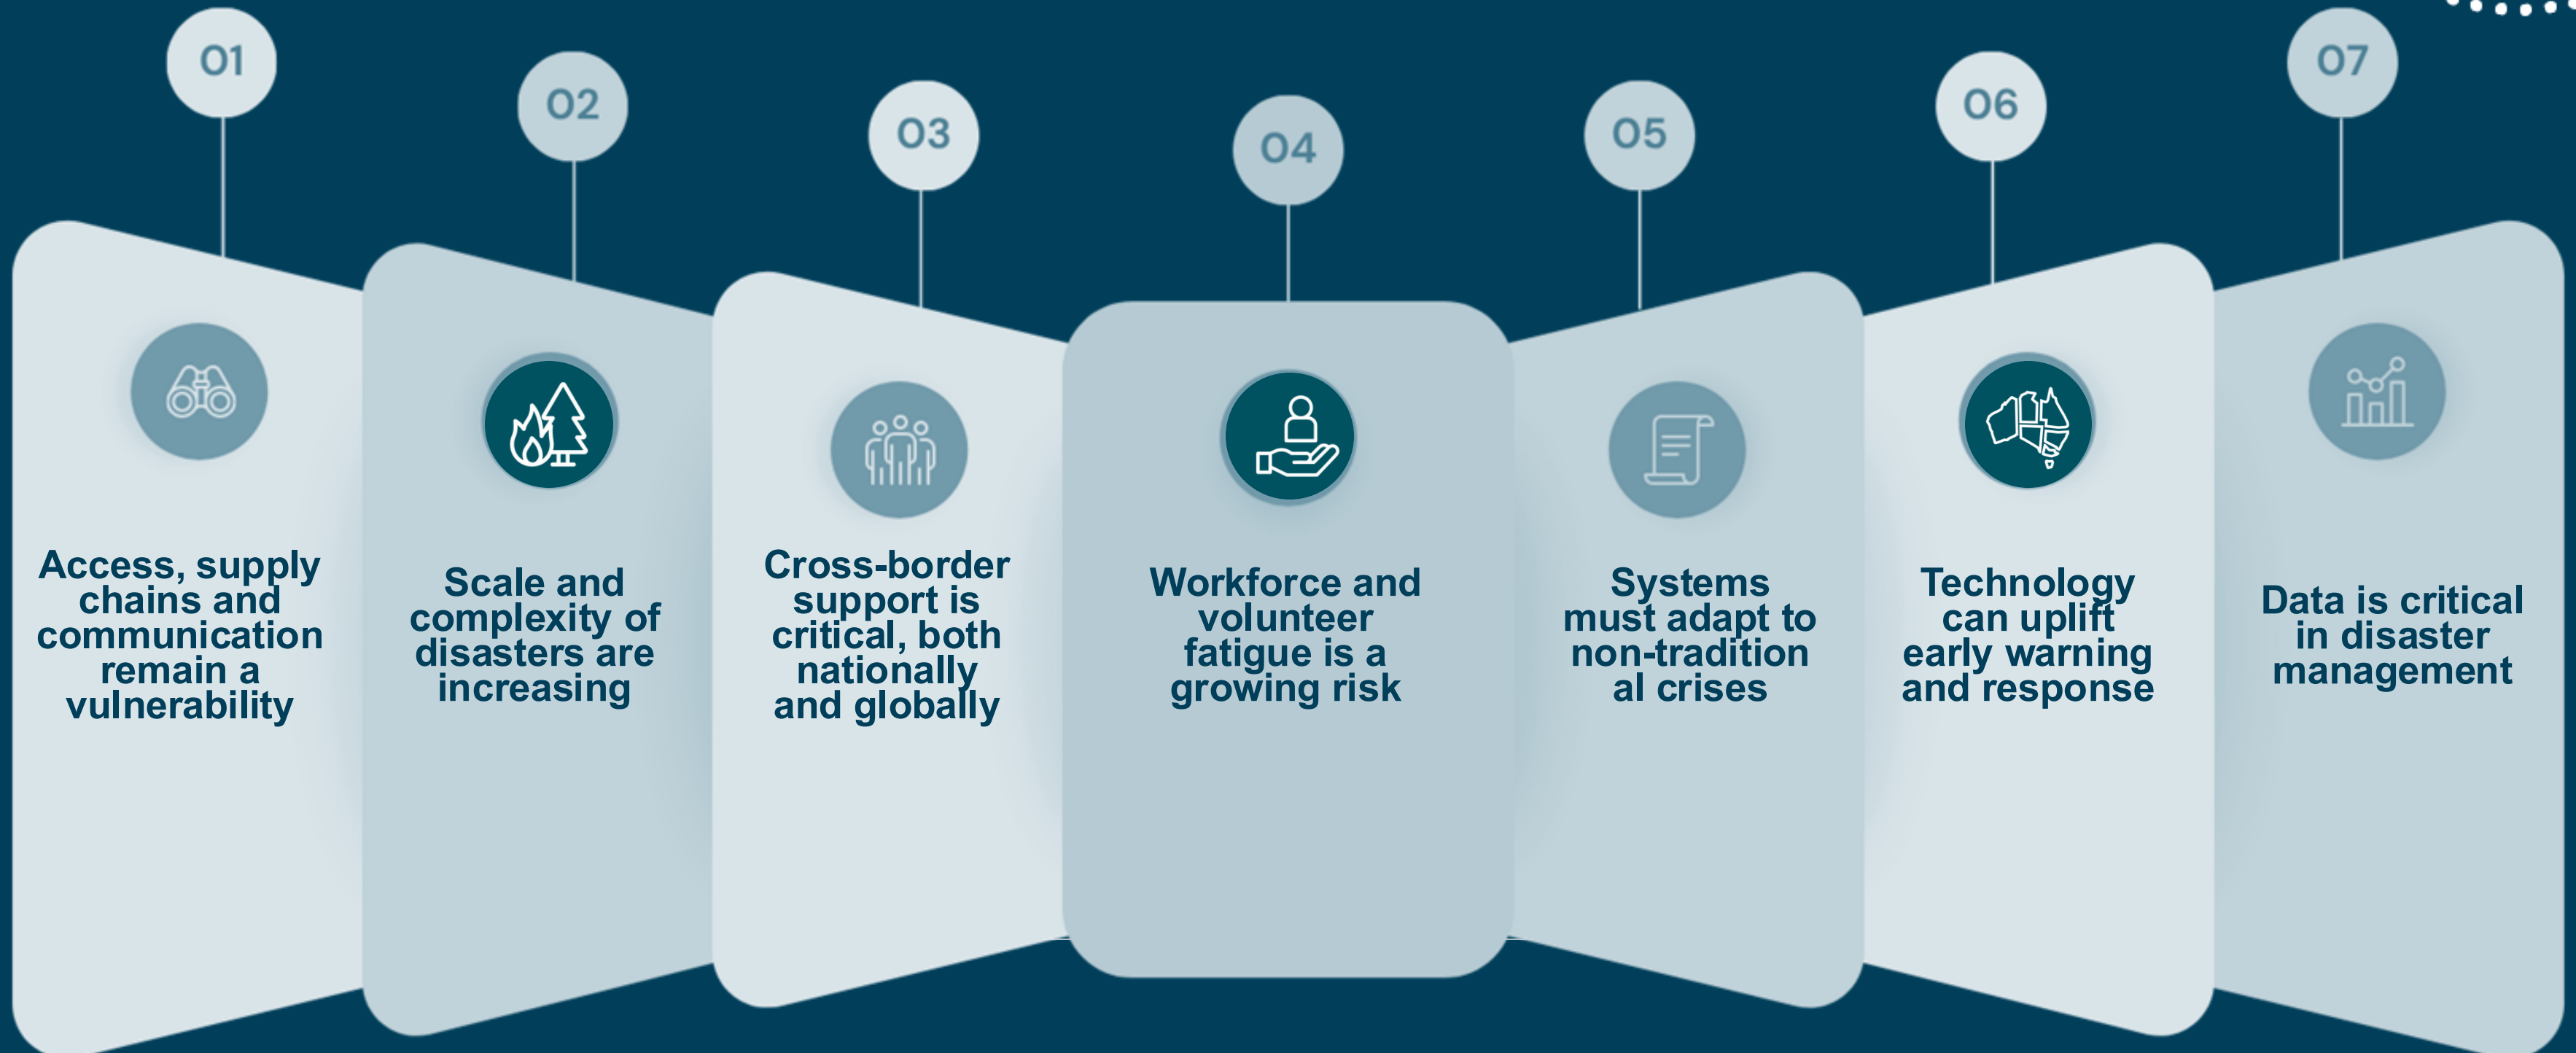 01
02
03
04
05
06
07
Access, supply
chains and
communication
remain a
vulnerability
Scale and
complexity of
disasters are
increasing
Cross-border
support is
critical, both
nationally
and globally
Workforce and
volunteer
fatigue is a
growing risk
Systems
must adapt to
non-tradition
al crises
Technology
can uplift
early warning
and response
Data is critical
in disaster
management